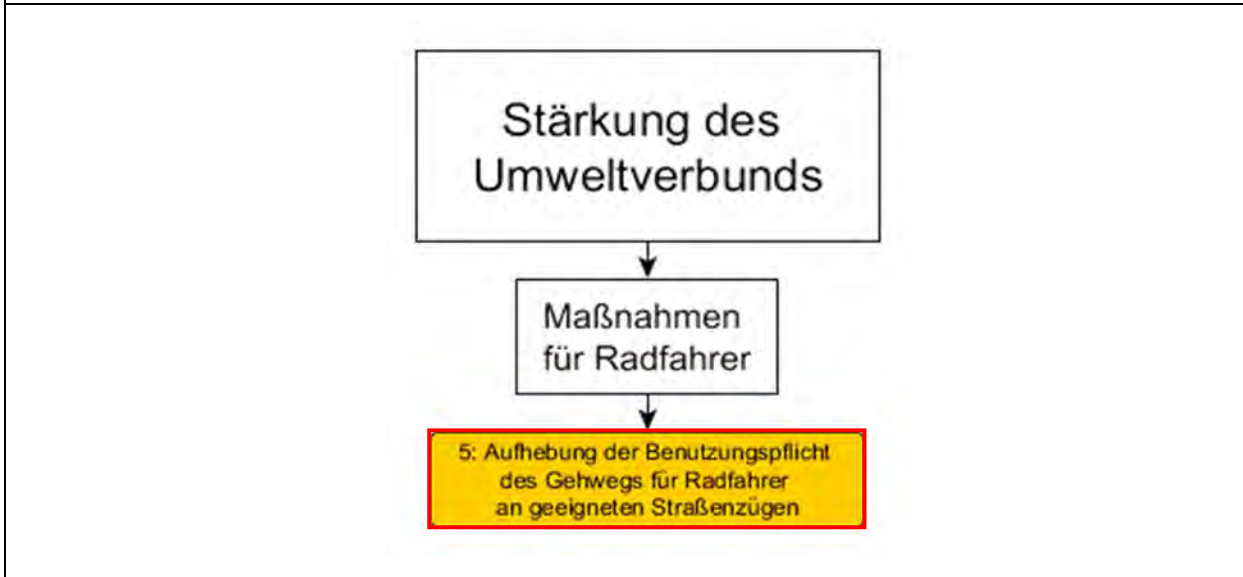 Stärkung des
Umweltverbunds
Maßnahmen
für Radfahrer
5: Aufhebung der Benutzungspflicht
des Gehwegs für Radfahrer
an geeigneten Straßenzügen